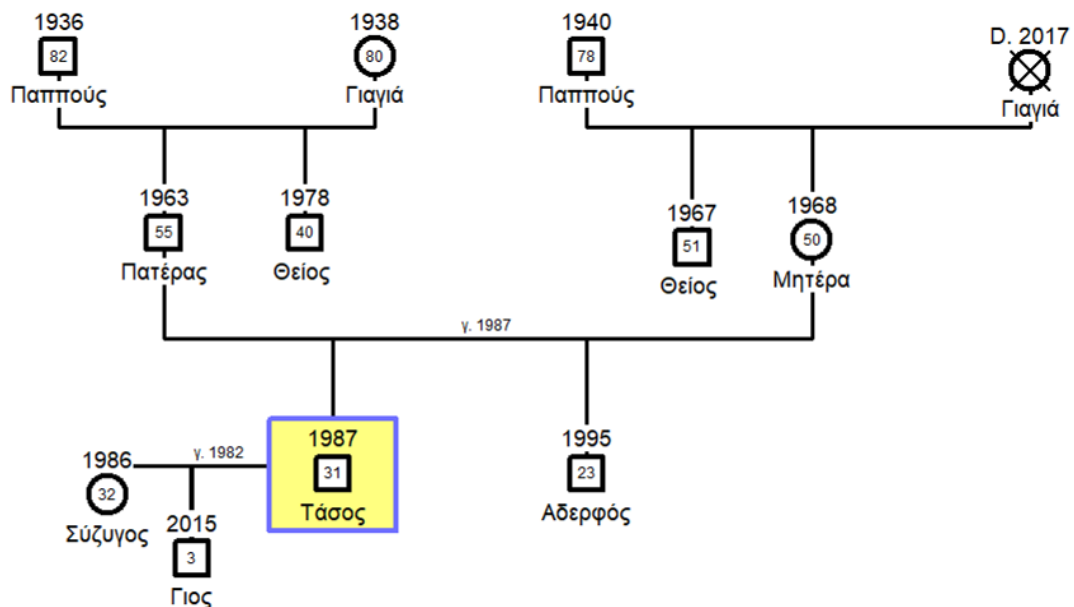 1936
82
Παππούς
1938
80
Γιαγιά
1940
78
Παππούς
D. 2017
Γιαγιά
1963
55
Πατέρας
1978
40
Θείος
1967
51
Θείος
1968
50
Μητέρα
γ. 1987
1986
32
Σύζυγος
γ. 1982
2015
3
Γιος
1987
31
Τάσος
1995
23
Αδερφός